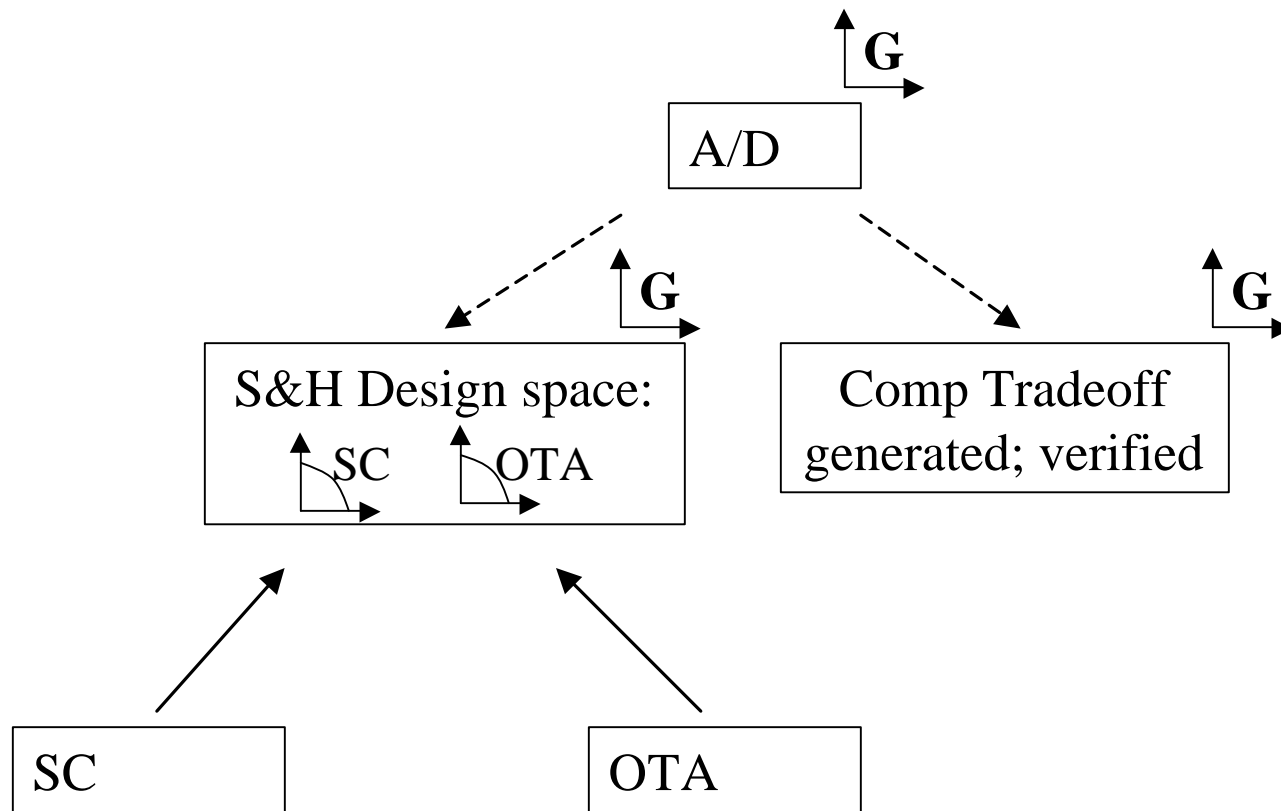 G
A/D
G
G
S&H Design space:
SC
OTA
Comp Tradeoff
generated; verified
SC
OTA